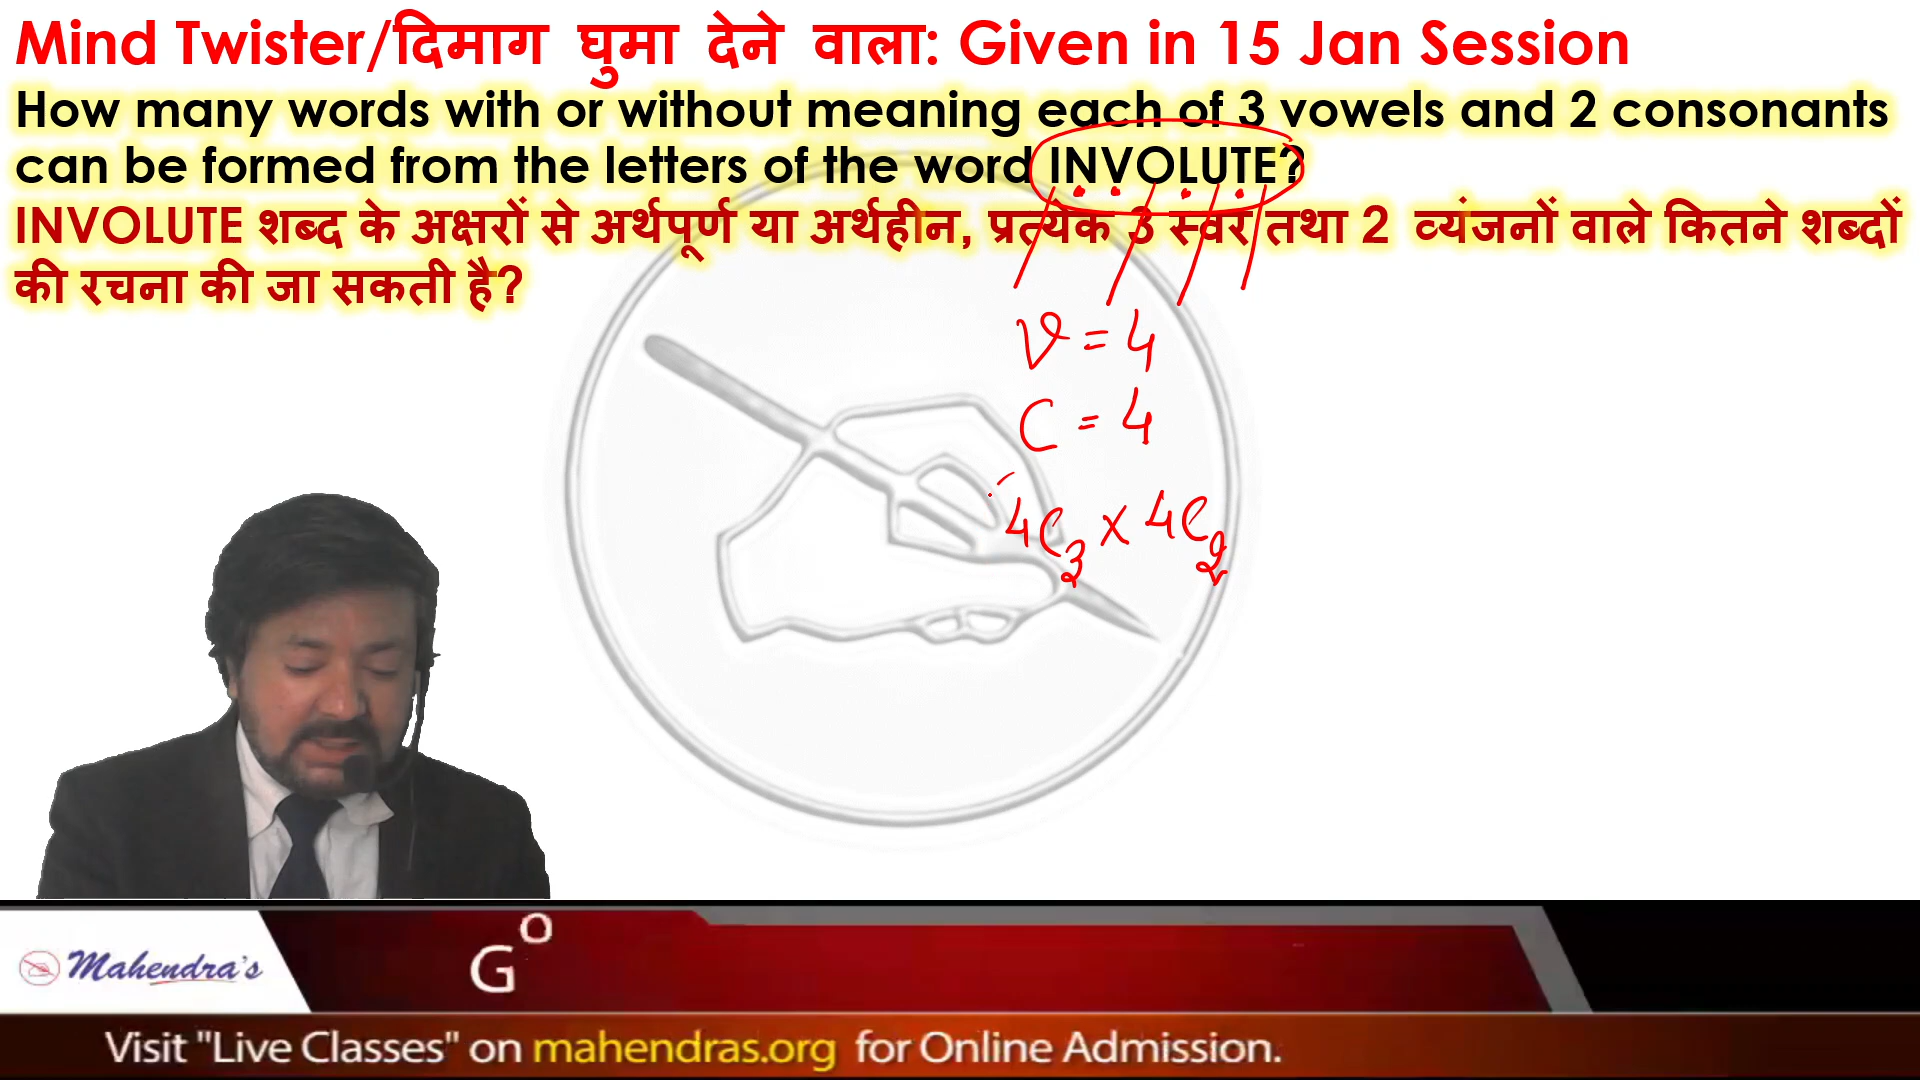 Mind Twister/दिमाग घुमा देने वाला: Given in 15 Jan Session
How many words with or without meaning each of 3 vowels and 2 consonants
can be formed from the letters of the word INVOLUTE?
INVOLUTE शब्द के अक्षरों से अर्थपूर्ण या अर्थहीन, प्रत्येक 3 स्वर तथा 2 व्यंजनों वाले कितने शब्दों
की रचना की जा सकती है?
V = 4
C = 4
4C3 × 4C2
GO
Mahendra's
Visit "Live Classes" on mahendras.org for Online Admission.